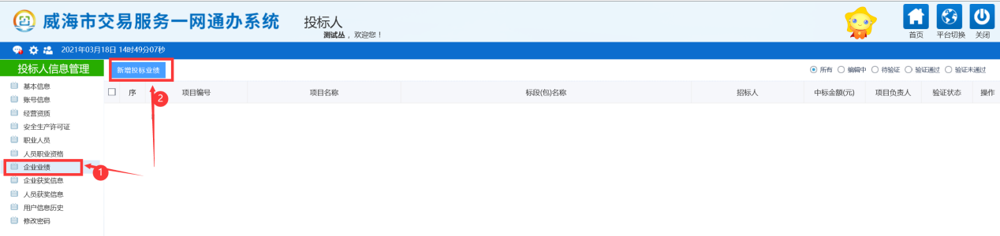 威海市交易服务一网通办系统
投标人
测试丛 ，欢迎您！
首页 平台切换 关闭
2021年03月18日 14时49分07秒
投标人信息管理
新增投标业绩
所有 编辑中 待验证 验证通过 验证未通过
序 项目编号 项目名称 标段(包)名称 招标人 中标金额(元) 项目负责人 验证状态 操作
2
基本信息
账号信息
经营资质
安全生产许可证
职业人员
人员职业资格
企业业绩
1
企业获奖信息
人员获奖信息
用户信息历史
修改密码